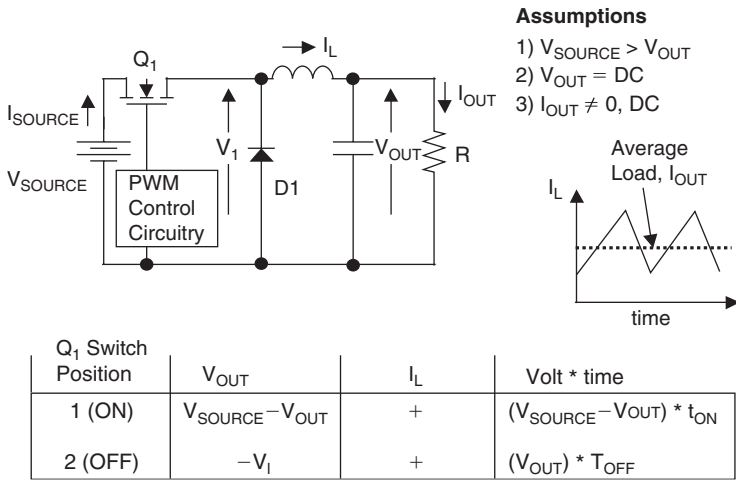 Assumptions
1) V_SOURCE > V_OUT
2) V_OUT = DC
3) I_OUT ≠ 0, DC
I_L
Q_1
I_SOURCE
I_OUT
V_1
V_OUT
R
V_SOURCE
D1
PWM
Control
Circuitry
Average
Load, I_OUT
I_L
time
Q_1 Switch
Position V_OUT I_L Volt * time
1 (ON) V_SOURCE−V_OUT + (V_SOURCE−VOUT) * t_ON
2 (OFF) −V_I + (V_OUT) * T_OFF